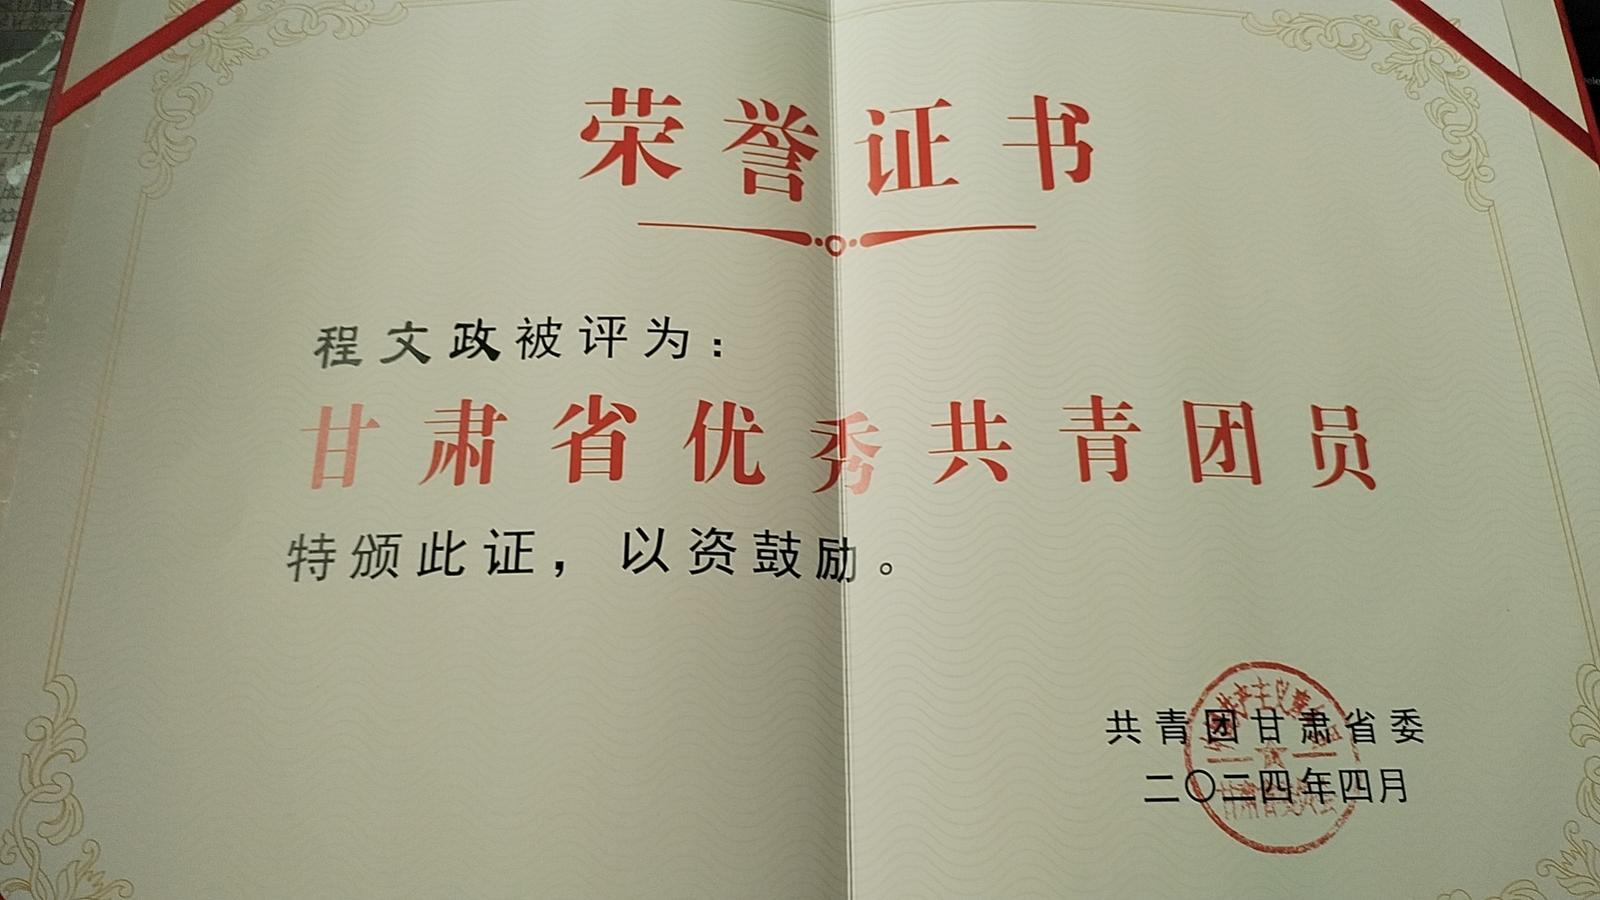 荣誉证书
程文政被评为：
甘肃省优秀共青团员
特颁此证，以资鼓励。
共青团甘肃省委
二〇二四年四月